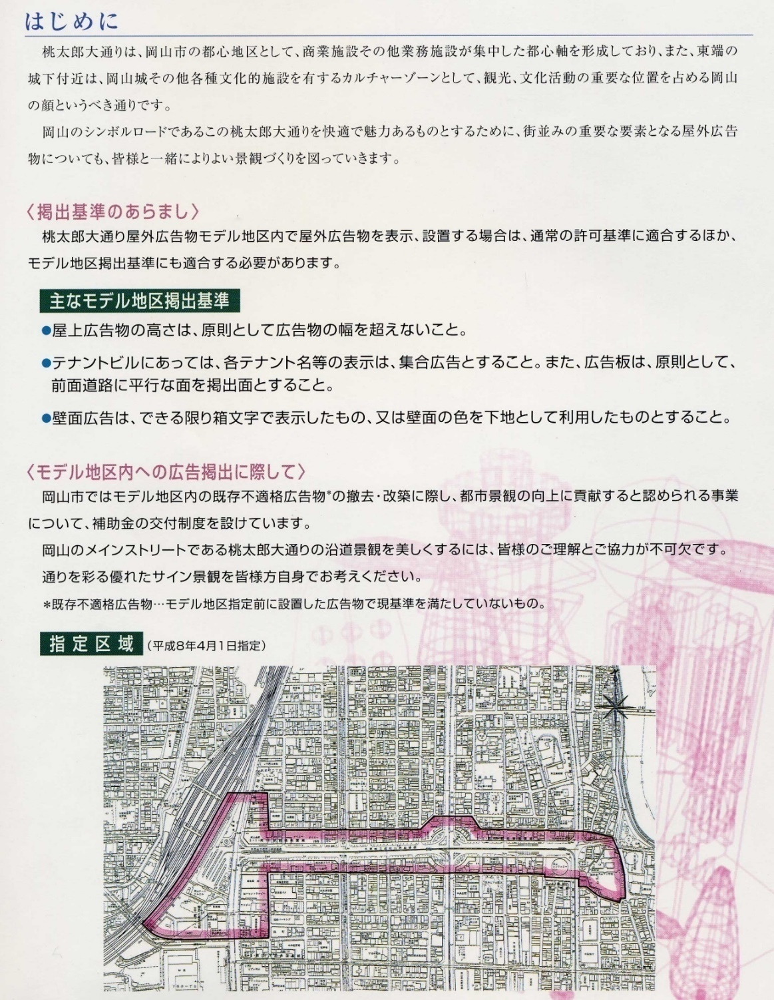 はじめに
桃太郎大通りは、岡山市の都心地区として、商業施設その他業務施設が集中した都心軸を形成しており、また、東端の
城下付近は、岡山城その他各種文化的施設を有するカルチャーゾーンとして、観光、文化活動の重要な位置を占める岡山
の顔というべき通りです。
岡山のシンボルロードであるこの桃太郎大通りを快適で魅力あるものとするために、街並みの重要な要素となる屋外広告
物についても、皆様と一緒によりよい景観づくりを図っていきます。
〈掲出基準のあらまし〉
桃太郎大通り屋外広告物モデル地区内で屋外広告物を表示、設置する場合は、通常の許可基準に適合するほか、
モデル地区掲出基準にも適合する必要があります。
主なモデル地区掲出基準
●屋上広告物の高さは、原則として広告物の幅を超えないこと。
●テナントビルにあっては、各テナント名等の表示は、集合広告とすること。また、広告板は、原則として、
前面道路に平行な面を掲出面とすること。
●壁面広告は、できる限り箱文字で表示したもの、又は壁面の色を下地として利用したものとすること。
〈モデル地区内への広告掲出に際して〉
岡山市ではモデル地区内の既存不適格広告物*の撤去・改築に際し、都市景観の向上に貢献すると認められる事業
について、補助金の交付制度を設けています。
岡山のメインストリートである桃太郎大通りの沿道景観を美しくするには、皆様のご理解とご協力が不可欠です。
通りを彩る優れたサイン景観を皆様方自身でお考えください。
*既存不適格広告物…モデル地区指定前に設置した広告物で現基準を満たしていないもの。
指定区域（平成8年4月1日指定）